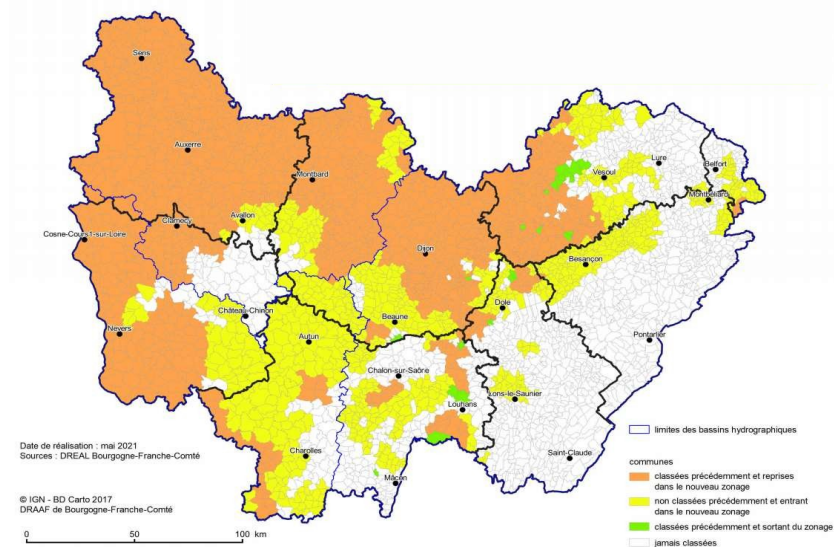 Sens
Auxerre
Montbard
Avallon
Clamecy
Cosne-Cours1-sur-Loire
Château-Chinon
Nevers
Autun
Beaune
Dijon
Vesoul
Lure
Belfort
Montbéliard
Besançon
Dole
Pontarlier
Chalon-sur-Saône
Lons-le-Saunier
Louhans
Charolles
Mâcon
Saint-Claude
Date de réalisation : mai 2021
Sources : DREAL Bourgogne-Franche-Comté
© IGN - BD Carto 2017
DRAAF de Bourgogne-Franche-Comté
0 50 100 km
limites des bassins hydrographiques
communes
classées précédemment et reprises
dans le nouveau zonage
non classées précédemment et entrant
dans le nouveau zonage
classées précédemment et sortant du zonage
jamais classées